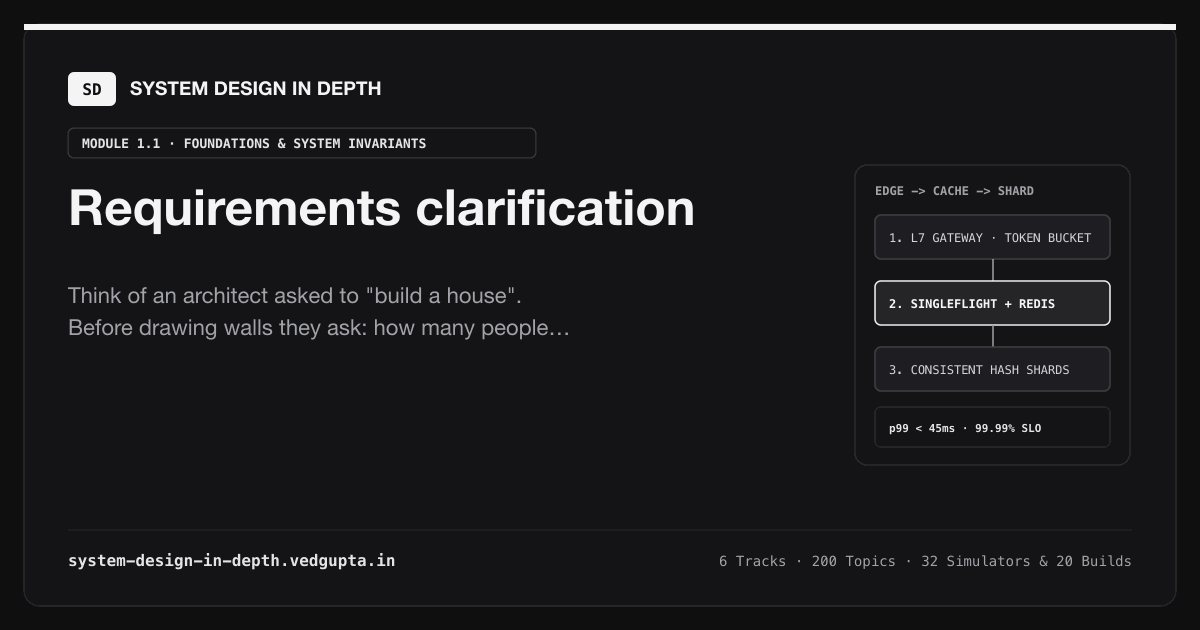 SD SYSTEM DESIGN IN DEPTH
MODULE 1.1 · FOUNDATIONS & SYSTEM INVARIANTS
Requirements clarification
Think of an architect asked to "build a house".
Before drawing walls they ask: how many people…
EDGE —> CACHE —> SHARD
1. L7 GATEWAY · TOKEN BUCKET
2. SINGLEFLIGHT + REDIS
3. CONSISTENT HASH SHARDS
p99 < 45ms · 99.99% SLO
system-design-in-depth.vedgupta.in
6 Tracks · 200 Topics · 32 Simulators & 20 Builds